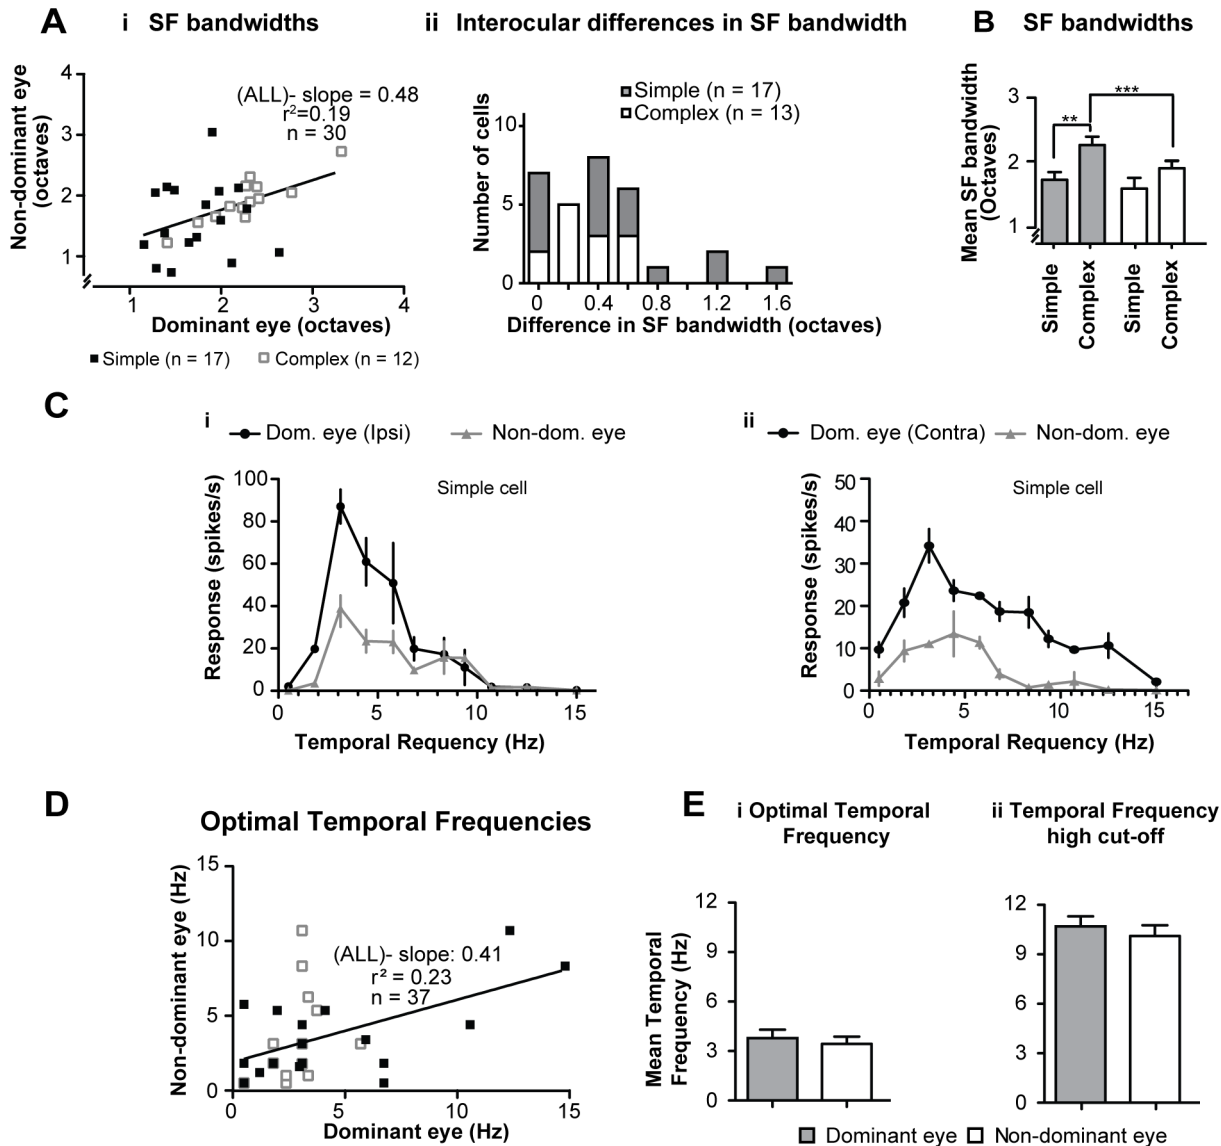 A
i SF bandwidths
ii Interocular differences in SF bandwidth
B SF bandwidths
Non-dominant eye
(octaves)
4
3
2
1
(ALL)- slope = 0.48
r²=0.19
n = 30
1 2 3 4
Dominant eye (octaves)
Simple (n = 17) Complex (n = 12)
Number of cells
10
5
0
Simple (n = 17)
Complex (n = 13)
0 0.4 0.8 1.2 1.6
Difference in SF bandwidth (octaves)
Mean SF bandwidth
(Octaves)
3
2
1
** ***
Simple Complex Simple Complex
C
i
Dom. eye (Ipsi) Non-dom. eye
Simple cell
Response (spikes/s)
100
80
60
40
20
0
0 5 10 15
Temporal Requency (Hz)
ii
Dom. eye (Contra) Non-dom. eye
Simple cell
Response (spikes/s)
50
40
30
20
10
0
0 5 10 15
Temporal Requency (Hz)
D
Optimal Temporal Frequencies
Non-dominant eye (Hz)
15
10
5
0
(ALL)- slope: 0.41
r² = 0.23
n = 37
0 5 10 15
Dominant eye (Hz)
E
i Optimal Temporal
Frequency
Mean Temporal
Frequency (Hz)
12
9
6
3
0
ii Temporal Frequency
high cut-off
12
9
6
3
0
Dominant eye Non-dominant eye